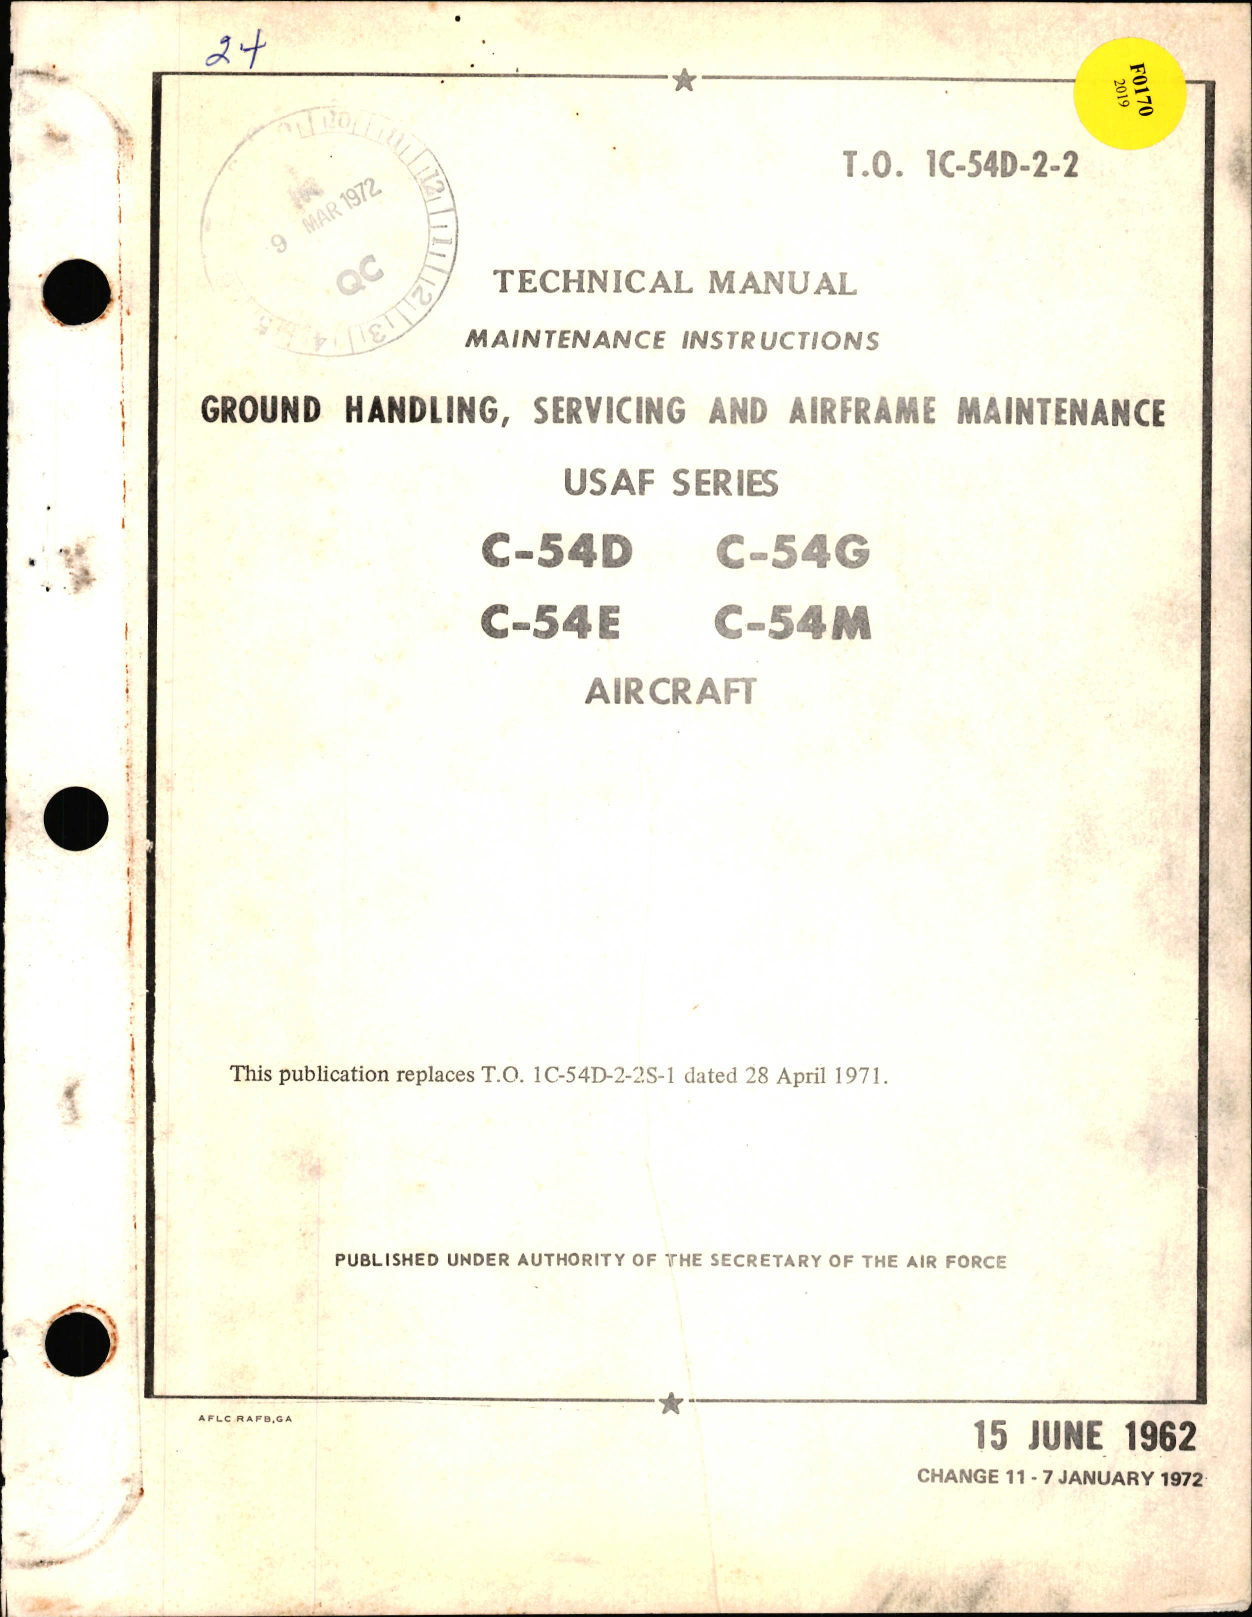 24
F0170
2019
T.O. 1C-54D-2-2
9 MAR 1972
QC
TECHNICAL MANUAL
MAINTENANCE INSTRUCTIONS
GROUND HANDLING, SERVICING AND AIRFRAME MAINTENANCE
USAF SERIES
C-54D C-54G
C-54E C-54M
AIRCRAFT
This publication replaces T.O. 1C-54D-2-2S-1 dated 28 April 1971.
PUBLISHED UNDER AUTHORITY OF THE SECRETARY OF THE AIR FORCE
AFLC RAFB,GA
15 JUNE 1962
CHANGE 11 - 7 JANUARY 1972